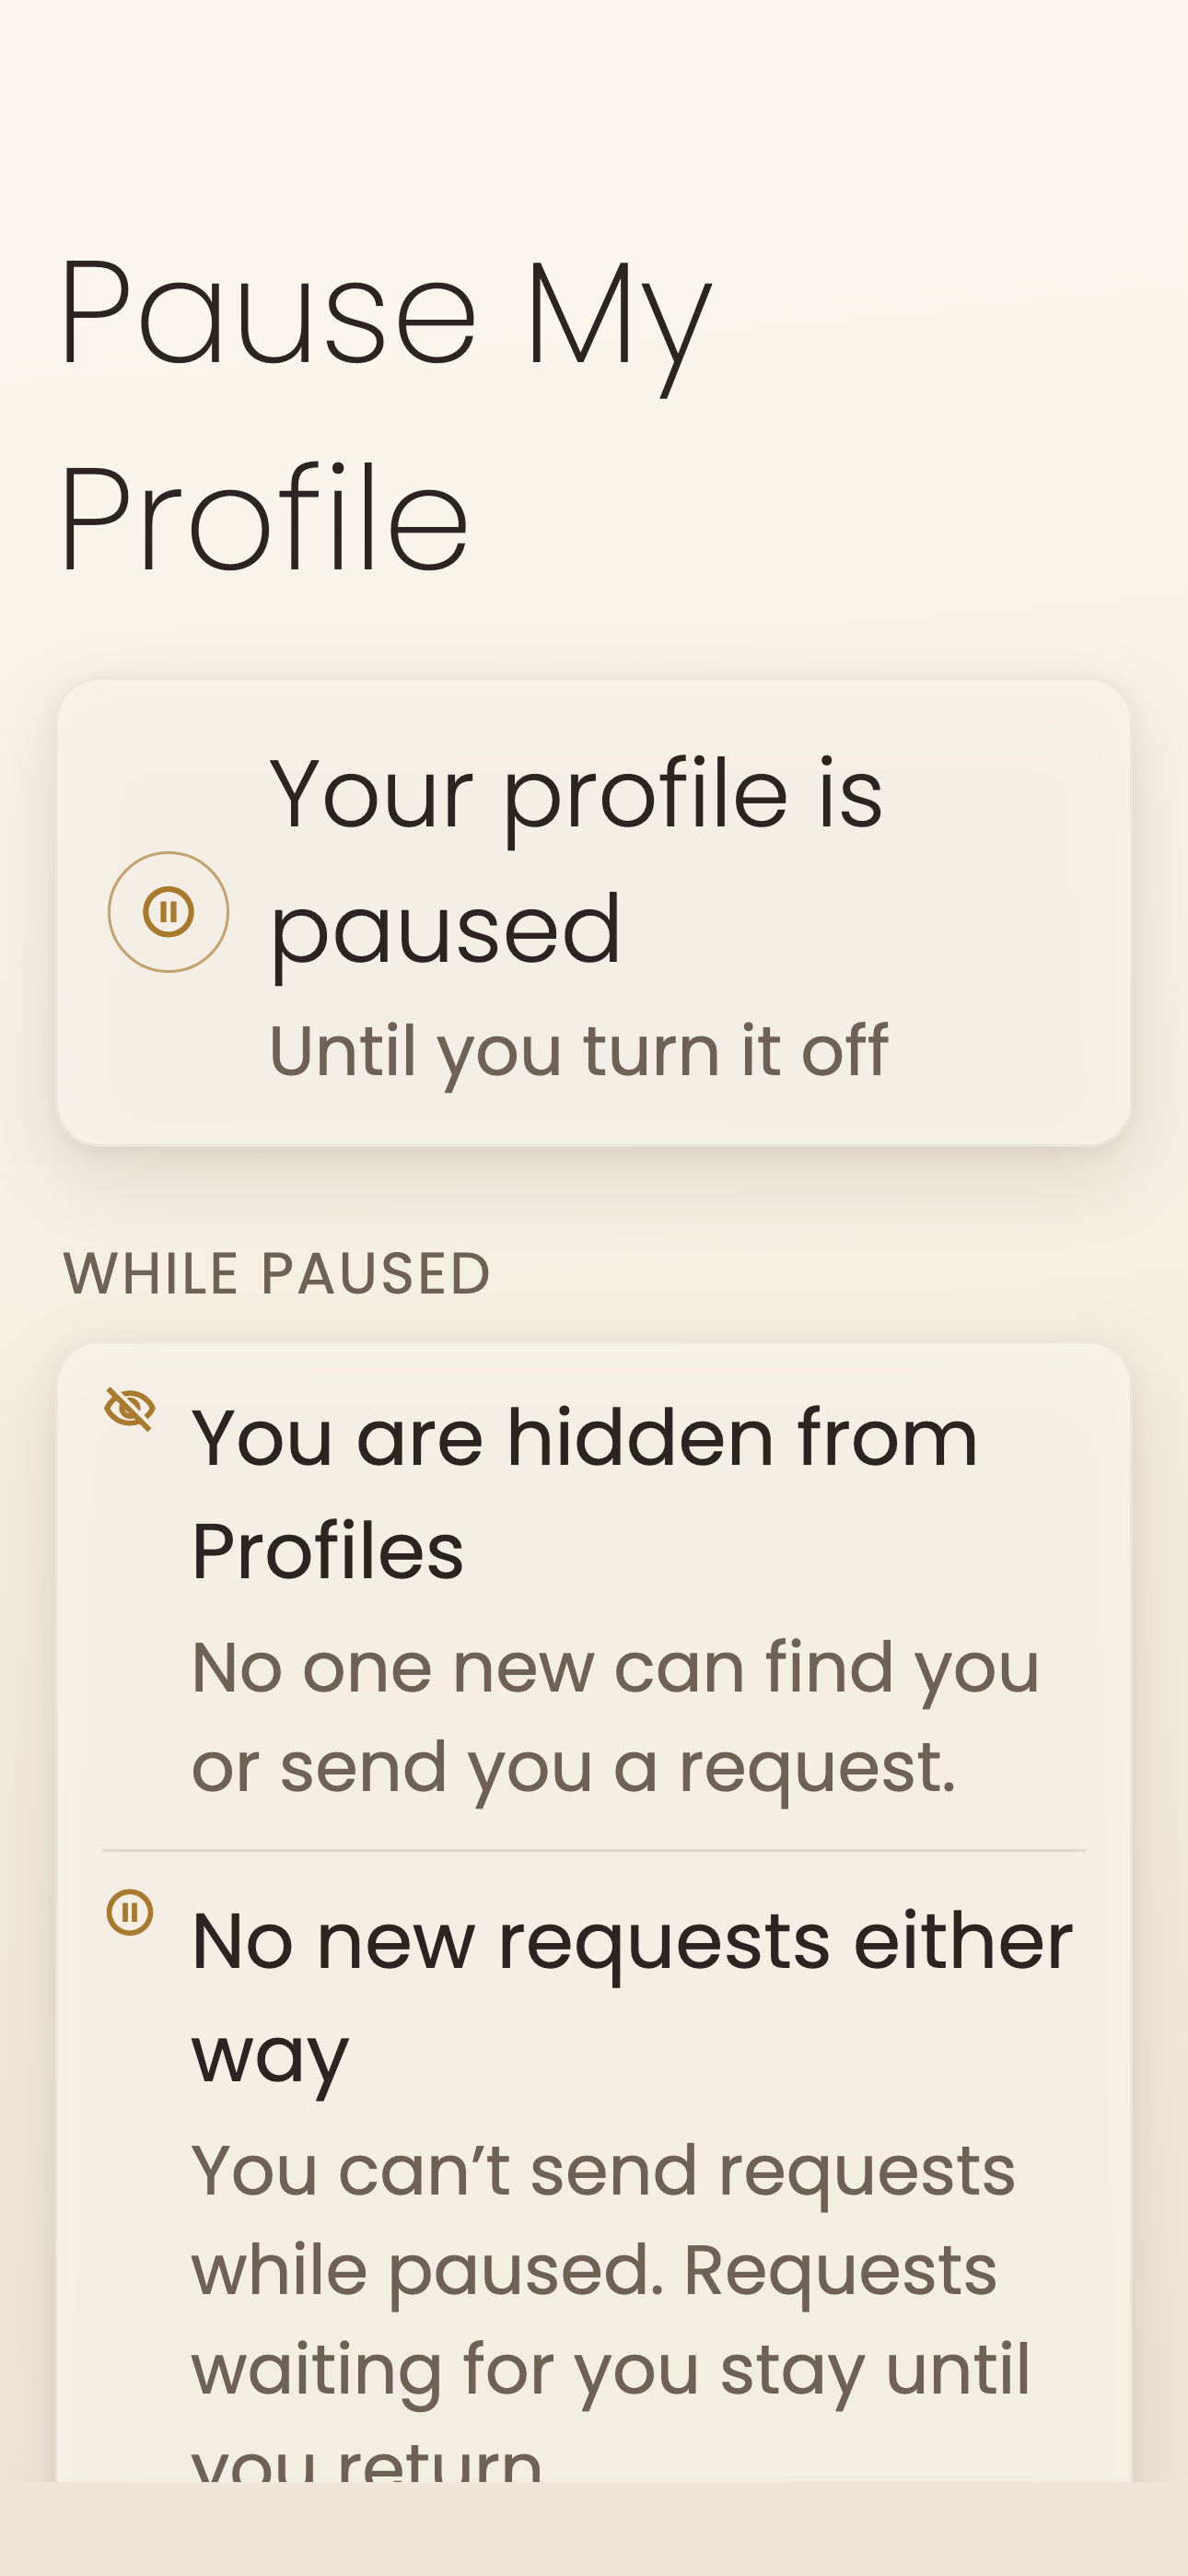 Pause My
Profile
Your profile is
paused
Until you turn it off
WHILE PAUSED
You are hidden from
Profiles
No one new can find you
or send you a request.
No new requests either
way
You can’t send requests
while paused. Requests
waiting for you stay until
you return